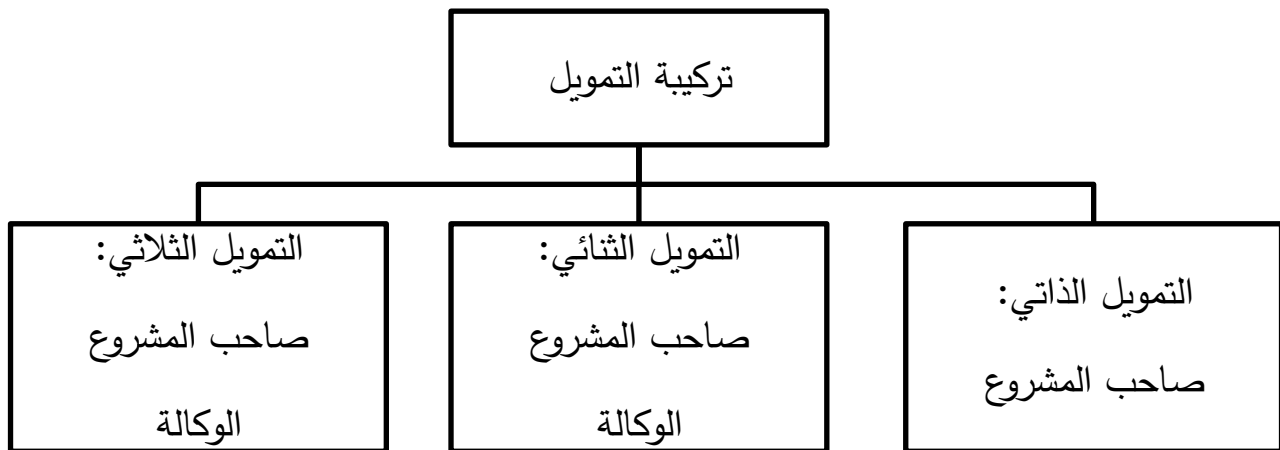 تركيبة التمويل
التمويل الذاتي:
صاحب المشروع
التمويل الثنائي:
صاحب المشروع
الوكالة
التمويل الثلاثي:
صاحب المشروع
الوكالة